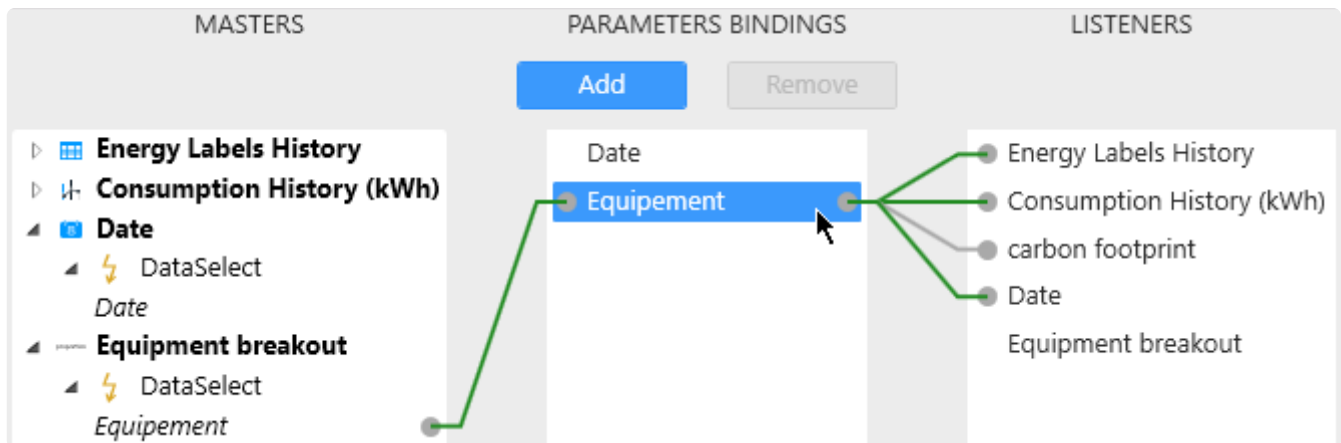 MASTERS
PARAMETERS BINDINGS
LISTENERS
Add
Remove
Energy Labels History
Consumption History (kWh)
Date
DataSelect
Date
Equipment breakout
DataSelect
Equipement
Date
Equipement
Energy Labels History
Consumption History (kWh)
carbon footprint
Date
Equipment breakout